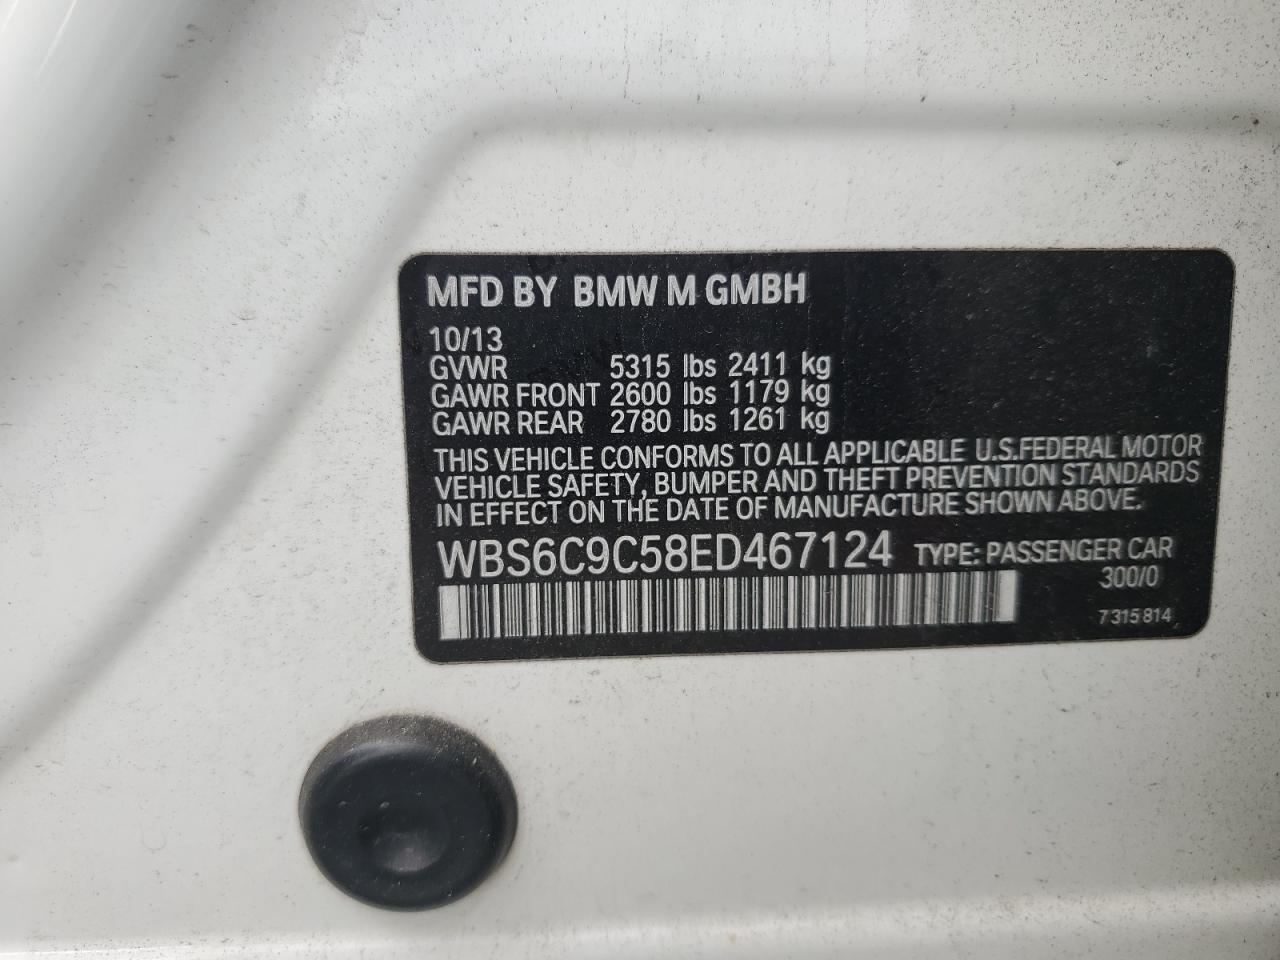 MFD BY BMW M GMBH
10/13
GVWR 5315 lbs 2411 kg
GAWR FRONT 2600 lbs 1179 kg
GAWR REAR 2780 lbs 1261 kg
THIS VEHICLE CONFORMS TO ALL APPLICABLE U.S.FEDERAL MOTOR
VEHICLE SAFETY, BUMPER AND THEFT PREVENTION STANDARDS
IN EFFECT ON THE DATE OF MANUFACTURE SHOWN ABOVE.
WBS6C9C58ED467124 TYPE: PASSENGER CAR
300/0
7 315 814